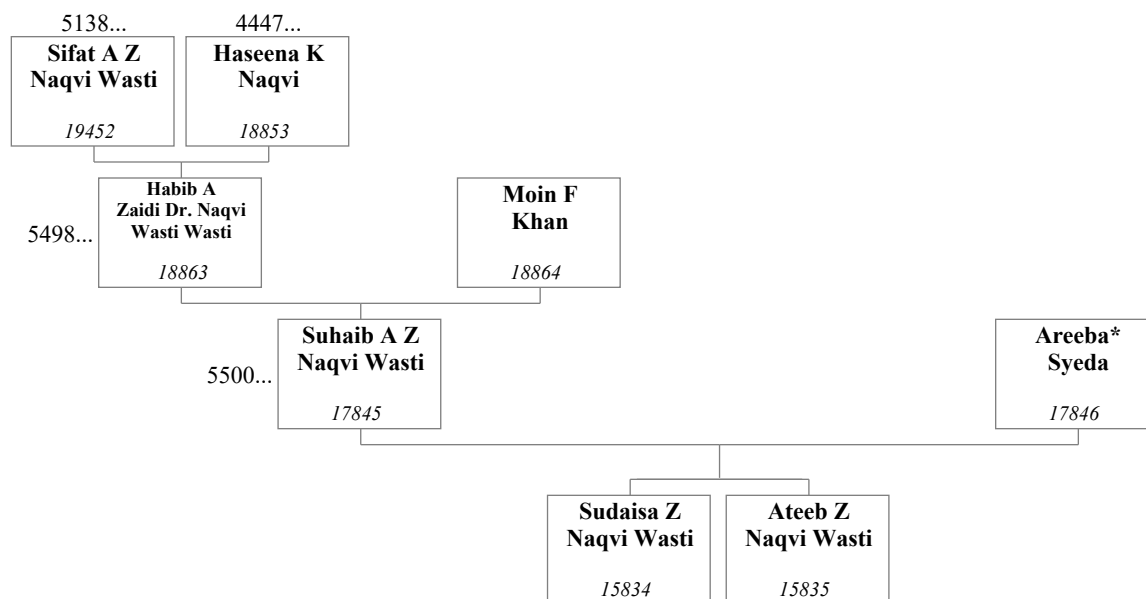 5138...
4447...
Sifat A Z
Naqvi Wasti
19452
Haseena K
Naqvi
18853
5498...
Habib A
Zaidi Dr. Naqvi
Wasti Wasti
18863
Moin F
Khan
18864
5500...
Suhaib A Z
Naqvi Wasti
17845
Areeba*
Syeda
17846
Sudaisa Z
Naqvi Wasti
15834
Ateeb Z
Naqvi Wasti
15835